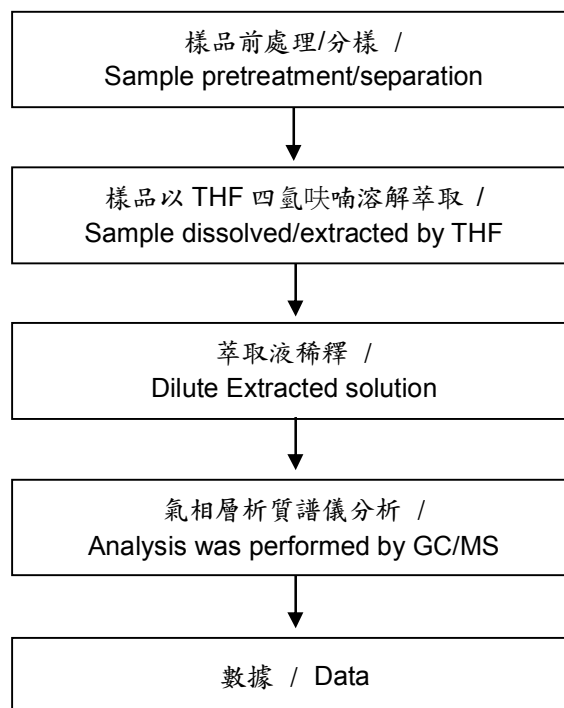 樣品前處理/分樣 /
Sample pretreatment/separation
樣品以 THF 四氫呋喃溶解萃取 /
Sample dissolved/extracted by THF
萃取液稀釋 /
Dilute Extracted solution
氣相層析質譜儀分析 /
Analysis was performed by GC/MS
數據 / Data